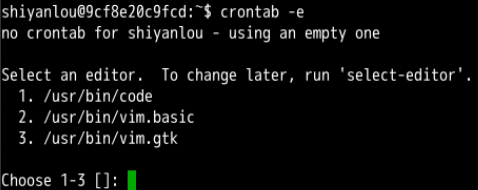 shiyanlou@9cf8e20c9fcd:~$ crontab -e
no crontab for shiyanlou - using an empty one
Select an editor.  To change later, run 'select-editor'.
  1. /usr/bin/code
  2. /usr/bin/vim.basic
  3. /usr/bin/vim.gtk
Choose 1-3 []: